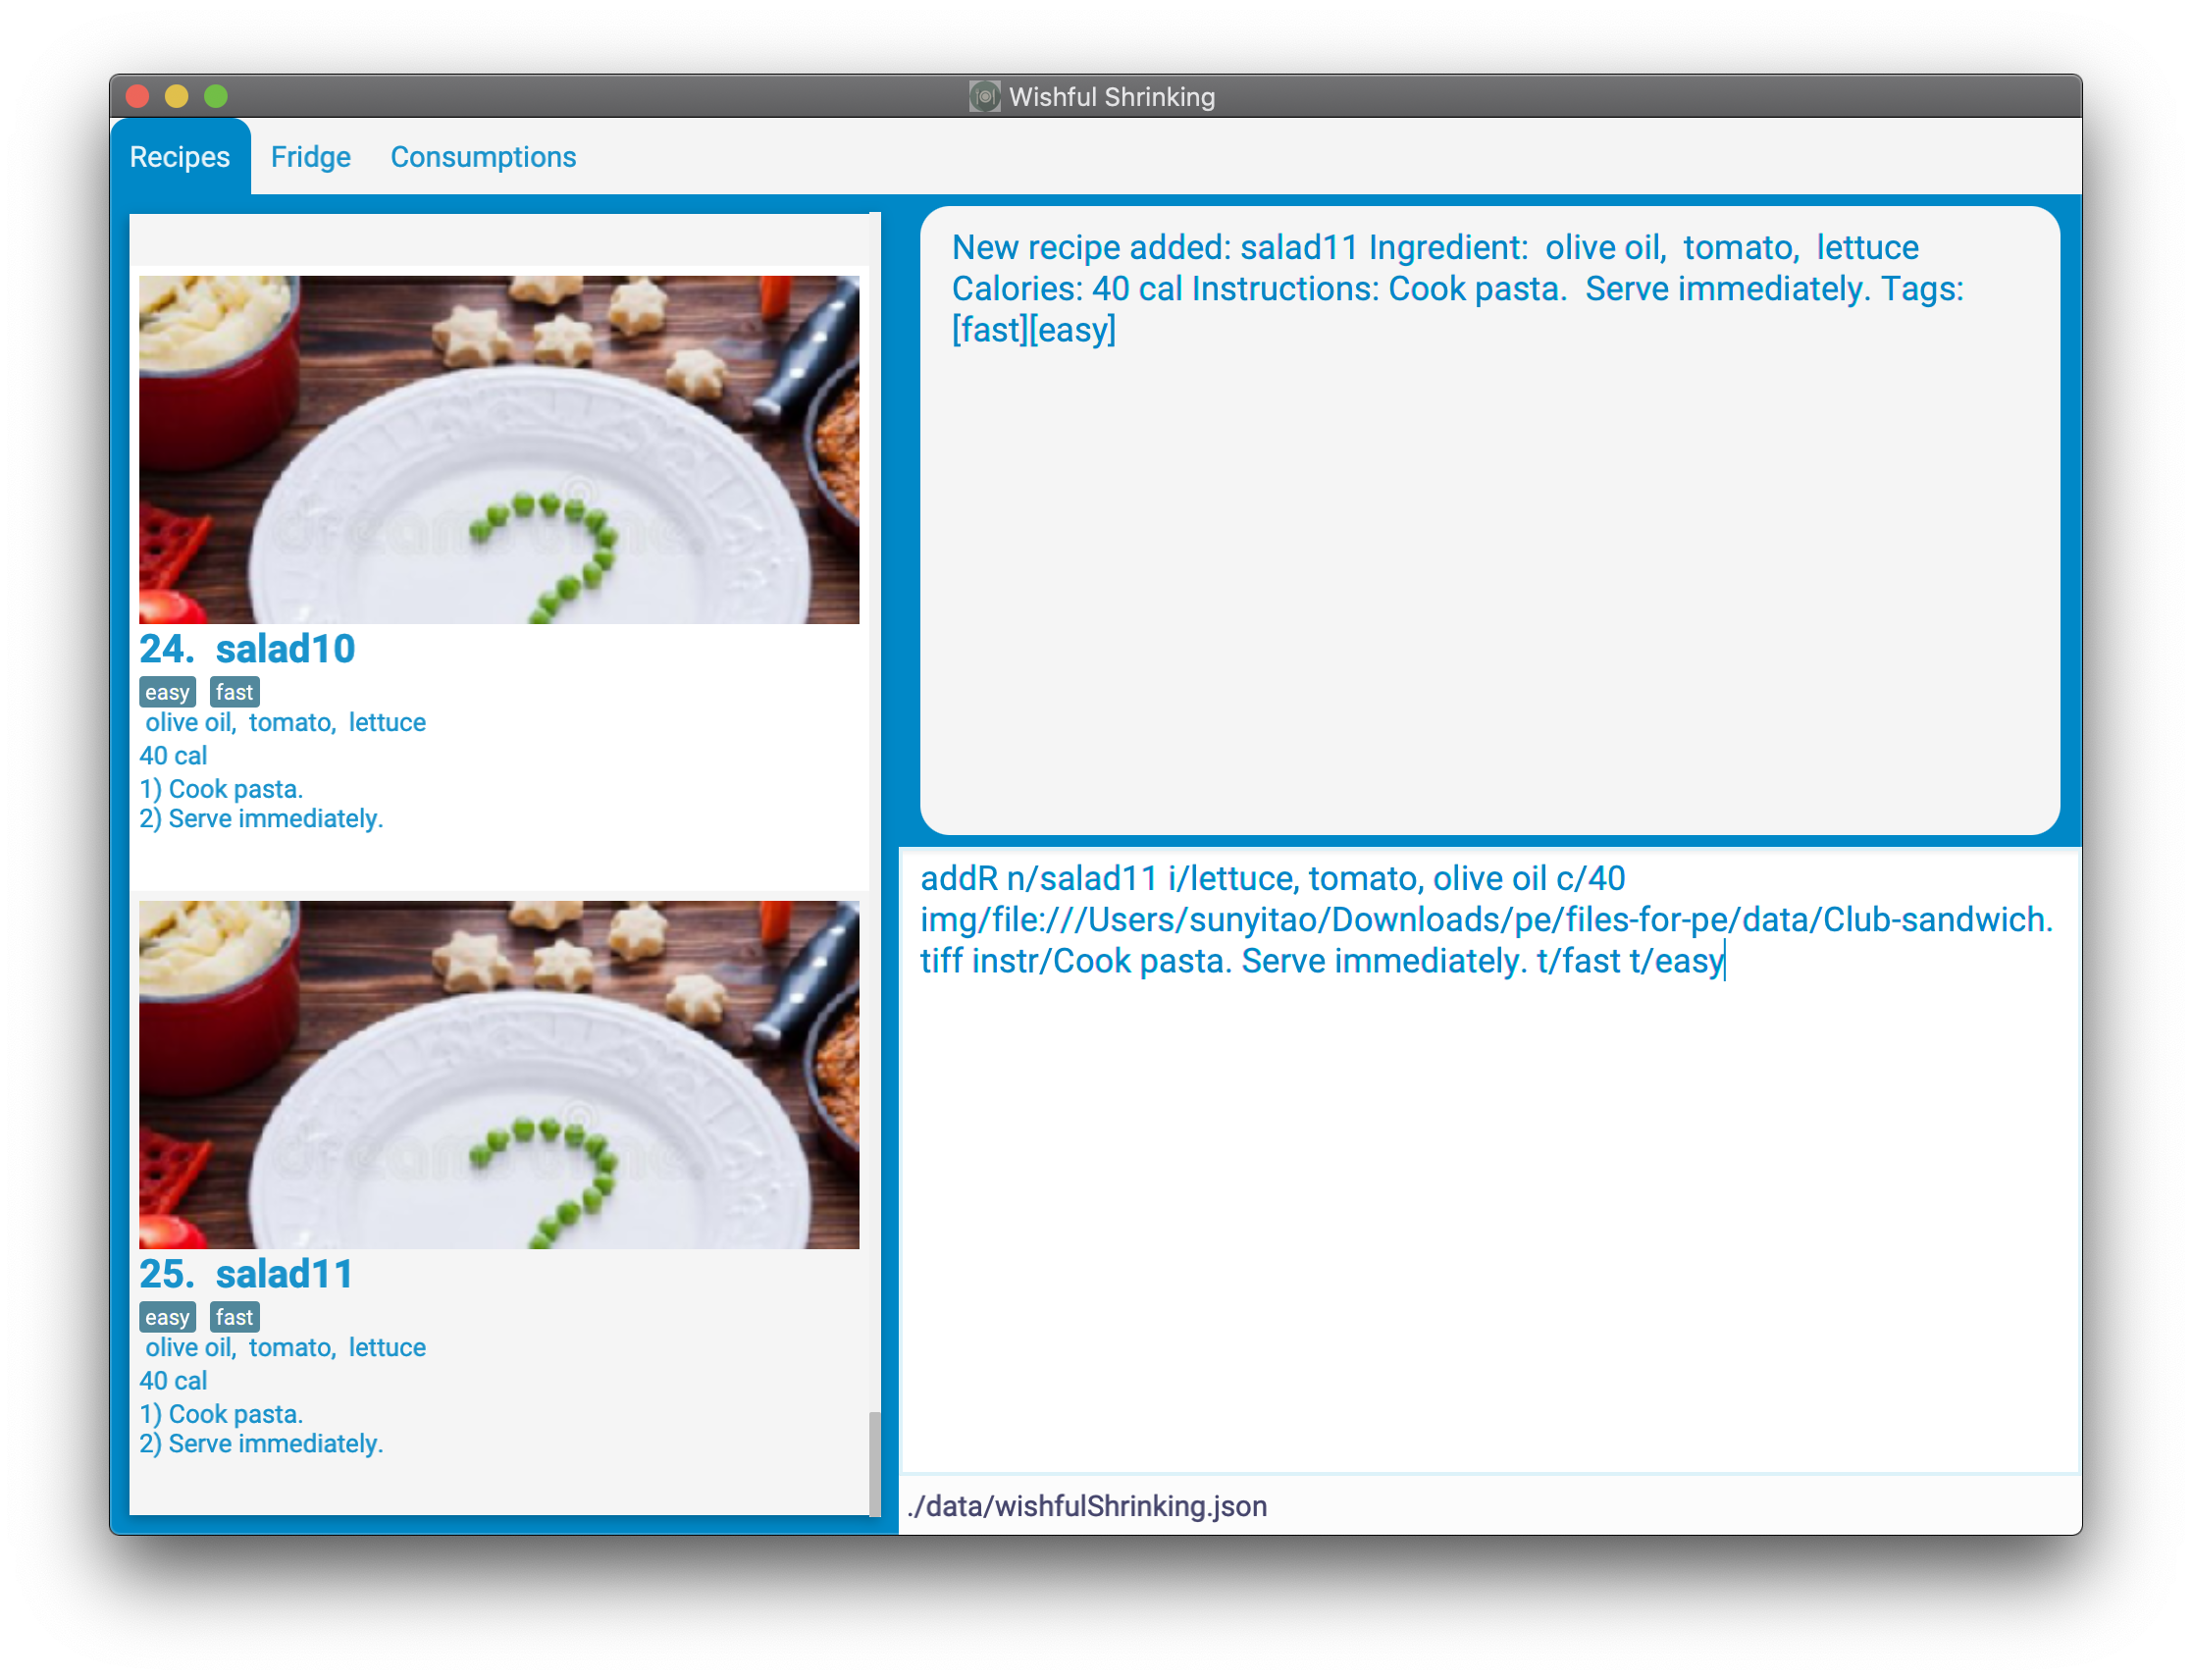 Wishful Shrinking
Recipes Fridge Consumptions
24. salad10
easy fast
olive oil, tomato, lettuce
40 cal
1) Cook pasta.
2) Serve immediately.
25. salad11
easy fast
olive oil, tomato, lettuce
40 cal
1) Cook pasta.
2) Serve immediately.
New recipe added: salad11 Ingredient: olive oil, tomato, lettuce
Calories: 40 cal Instructions: Cook pasta. Serve immediately. Tags:
[fast][easy]
addR n/salad11 i/lettuce, tomato, olive oil c/40
img/file:///Users/sunyitao/Downloads/pe/files-for-pe/data/Club-sandwich.
tiff instr/Cook pasta. Serve immediately. t/fast t/easy
./data/wishfulShrinking.json